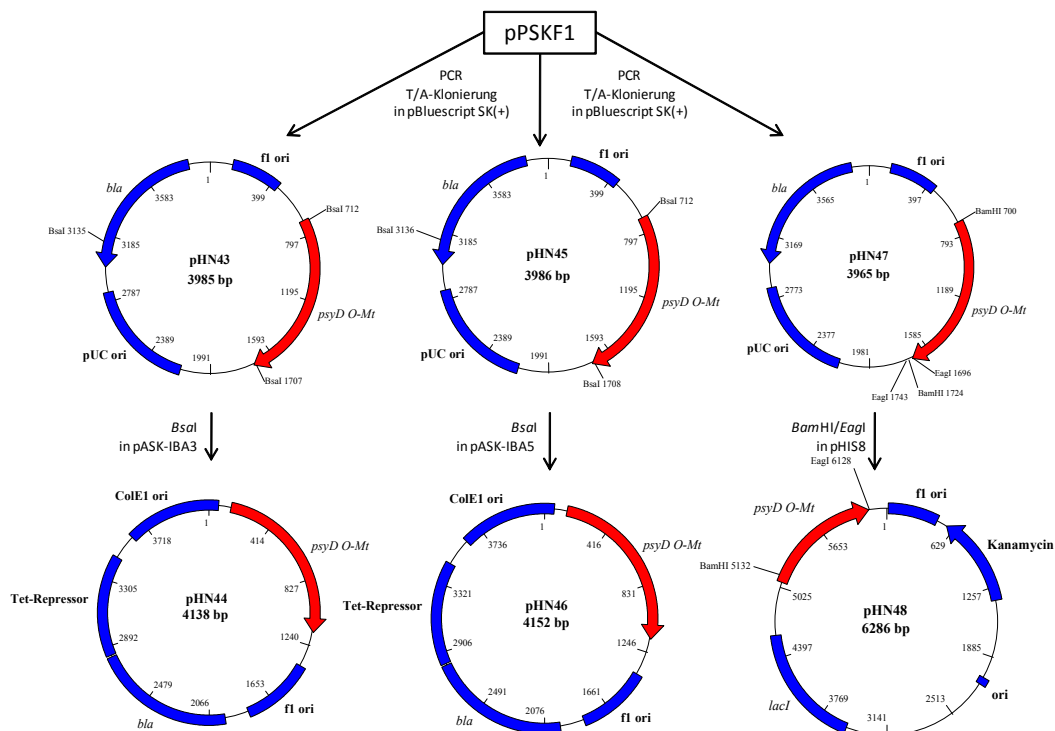 pPSKF1
PCR
T/A-Klonierung
in pBluescript SK(+)
PCR
T/A-Klonierung
in pBluescript SK(+)
f1 ori
bla
1
399
3583
BsaI 712
BsaI 3135
3185
797
pHN43
3985 bp
2787
1195
psyD O-Mt
2389
1593
pUC ori
1991
BsaI 1707
f1 ori
bla
1
399
3583
BsaI 712
BsaI 3136
3185
797
pHN45
3986 bp
2787
1195
psyD O-Mt
2389
1593
pUC ori
1991
BsaI 1708
f1 ori
bla
1
397
3565
BamHI 700
3169
793
pHN47
3965 bp
2773
1189
psyD O-Mt
2377
1585
pUC ori
1981
EagI 1696
BamHI 1724
EagI 1743
BsaI
in pASK-IBA3
BsaI
in pASK-IBA5
BamHI/EagI
in pHIS8
ColE1 ori
1
3718
414
psyD O-Mt
3305
827
Tet-Repressor
pHN44
4138 bp
2892
1240
2479
1653
2066
bla
f1 ori
ColE1 ori
1
3736
416
psyD O-Mt
3321
831
Tet-Repressor
pHN46
4152 bp
2906
1246
2491
1661
2076
bla
f1 ori
EagI 6128
psyD O-Mt
f1 ori
1
629
Kanamycin
5653
BamHI 5132
5025
1257
pHN48
6286 bp
4397
1885
ori
3769
2513
lacI
3141